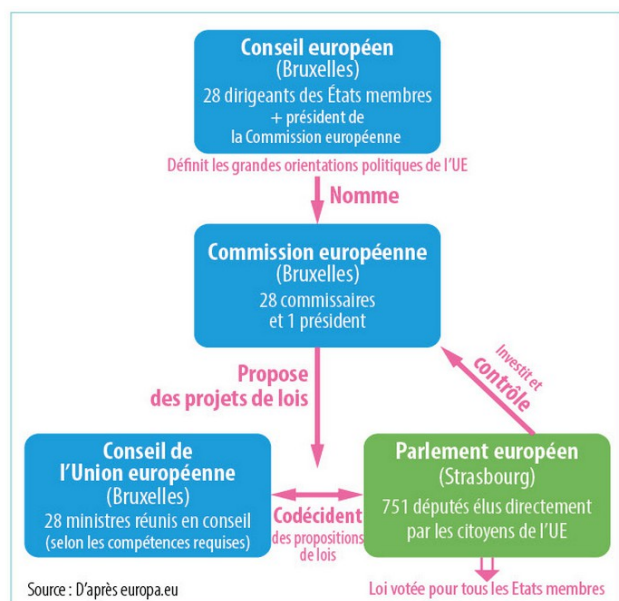 Conseil européen
(Bruxelles)
28 dirigeants des États membres
+ président de
la Commission européenne
Définit les grandes orientations politiques de l'UE
Nomme
Commission européenne
(Bruxelles)
28 commissaires
et 1 président
Propose
des projets de lois
Investit et
contrôle
Conseil de
l'Union européenne
(Bruxelles)
28 ministres réunis en conseil
(selon les compétences requises)
Codécident
des propositions
de lois
Parlement européen
(Strasbourg)
751 députés élus directement
par les citoyens de l'UE
Loi votée pour tous les Etats membres
Source : D'après europa.eu